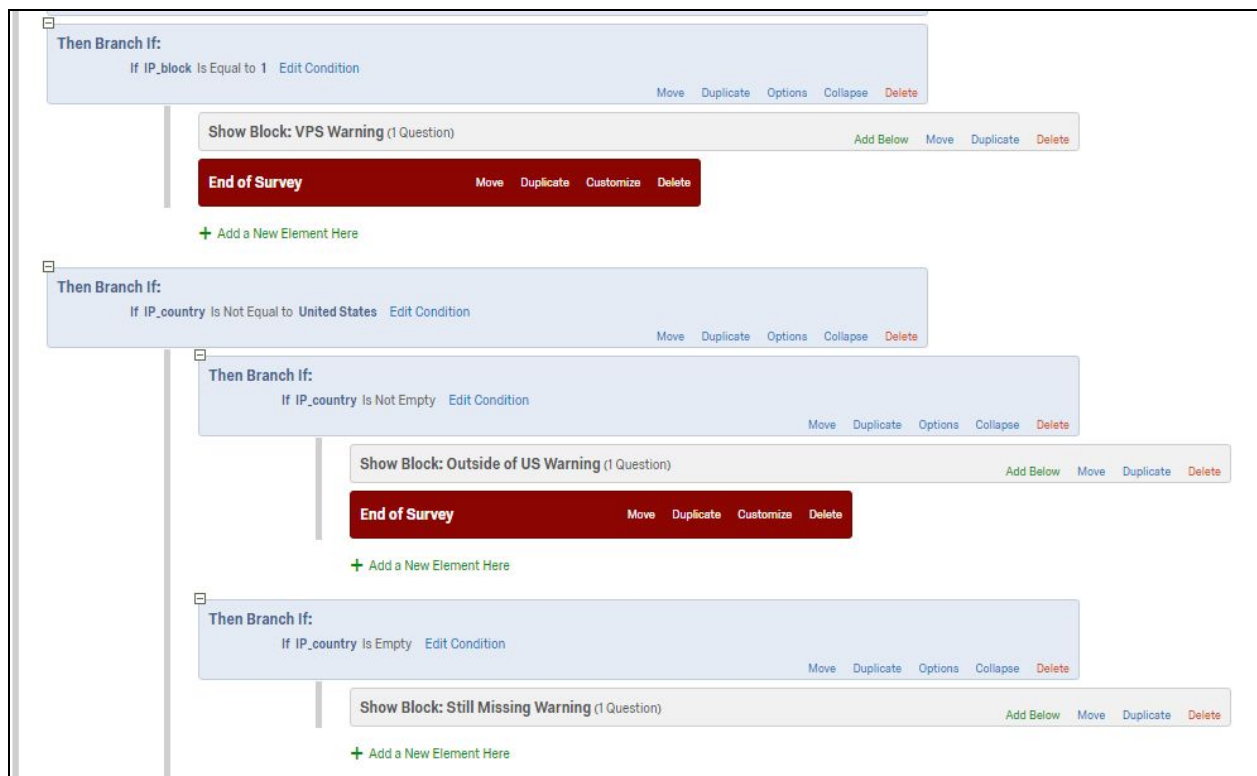 Then Branch If:
If IP_block Is Equal to 1 Edit Condition
Move Duplicate Options Collapse Delete
Show Block: VPS Warning (1 Question) Add Below Move Duplicate Delete
End of Survey Move Duplicate Customize Delete
+ Add a New Element Here
Then Branch If:
If IP_country Is Not Equal to United States Edit Condition
Move Duplicate Options Collapse Delete
Then Branch If:
If IP_country Is Not Empty Edit Condition
Move Duplicate Options Collapse Delete
Show Block: Outside of US Warning (1 Question) Add Below Move Duplicate Delete
End of Survey Move Duplicate Customize Delete
+ Add a New Element Here
Then Branch If:
If IP_country Is Empty Edit Condition
Move Duplicate Options Collapse Delete
Show Block: Still Missing Warning (1 Question) Add Below Move Duplicate Delete
+ Add a New Element Here